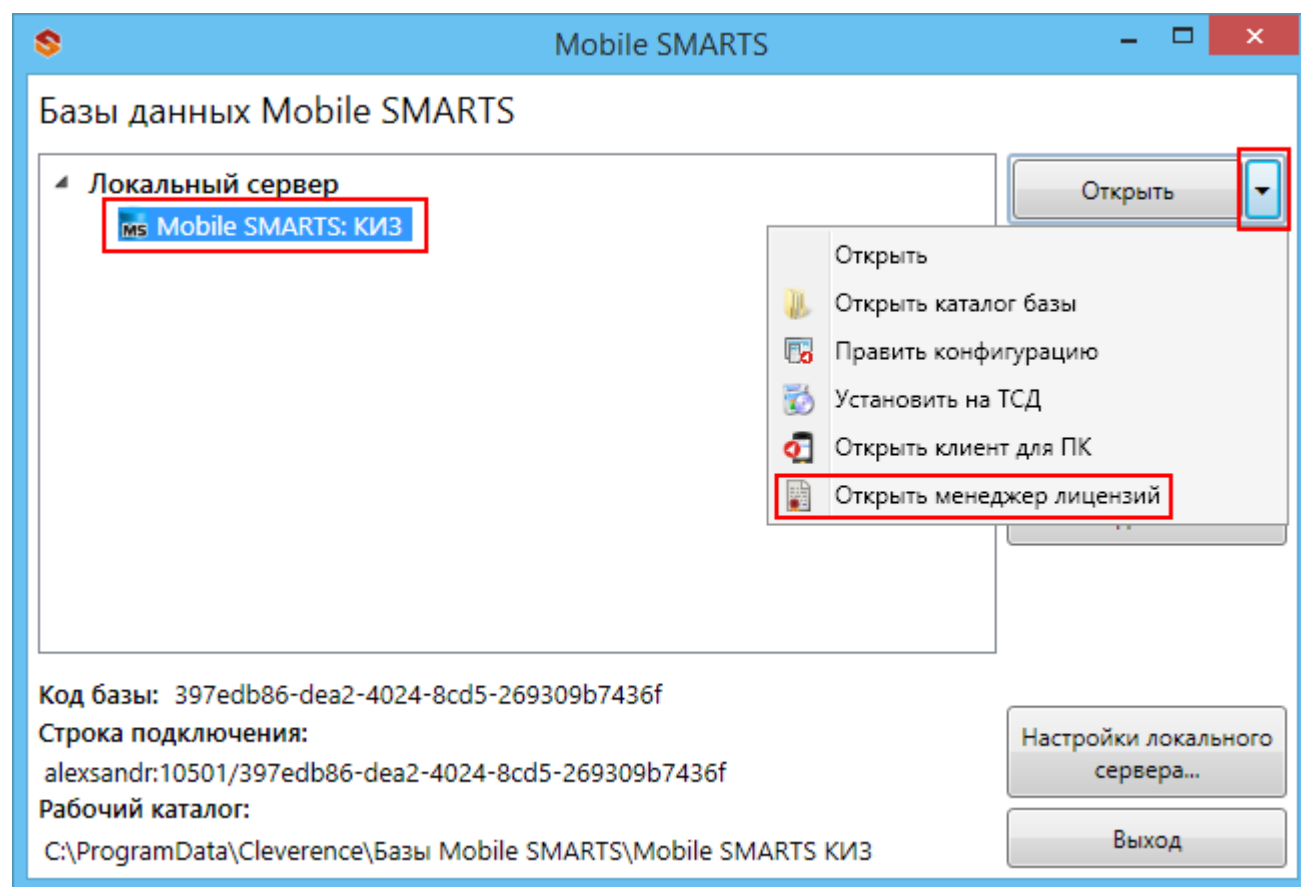 Mobile SMARTS
Базы данных Mobile SMARTS
Локальный сервер
MS Mobile SMARTS: КИЗ
Открыть
Открыть
Открыть каталог базы
Править конфигурацию
Установить на ТСД
Открыть клиент для ПК
Открыть менеджер лицензий
Код базы: 397edb86-dea2-4024-8cd5-269309b7436f
Строка подключения:
alexsandr:10501/397edb86-dea2-4024-8cd5-269309b7436f
Рабочий каталог:
C:\ProgramData\Cleverence\Базы Mobile SMARTS\Mobile SMARTS КИЗ
Настройки локального
сервера...
Выход